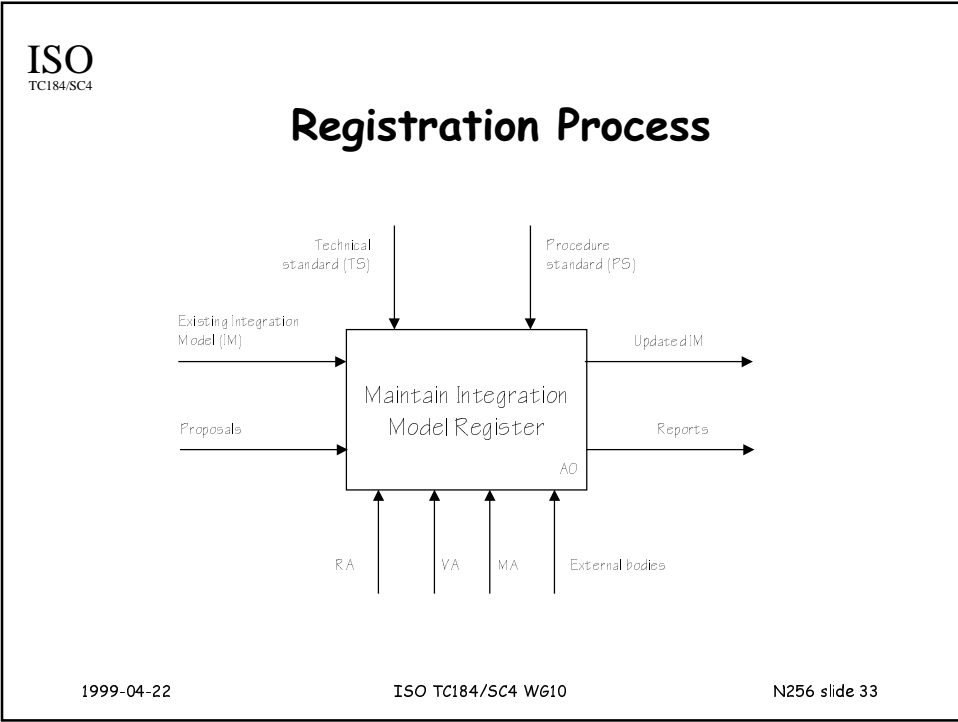 ISO
TC184/SC4
Registration Process
Technical
standard (TS)
Procedure
standard (PS)
Existing Integration
Model (IM)
Updated IM
Maintain Integration
Model Register
Proposals
Reports
A0
RA
VA
MA
External bodies
1999-04-22
ISO TC184/SC4 WG10
N256 slide 33